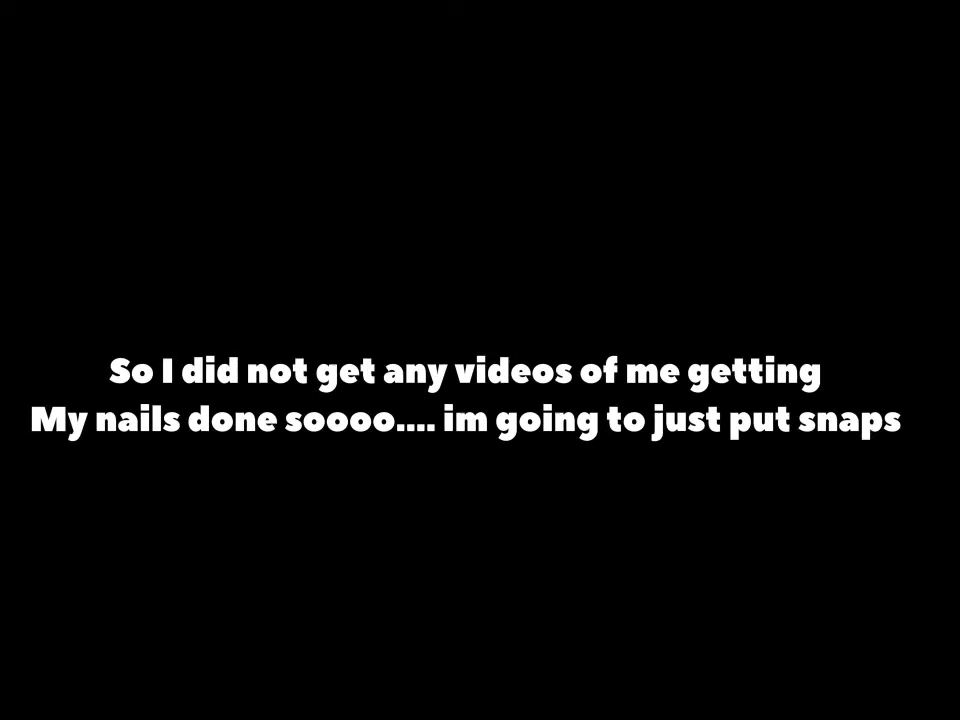 So I did not get any videos of me getting
My nails done soooo.... im going to just put snaps